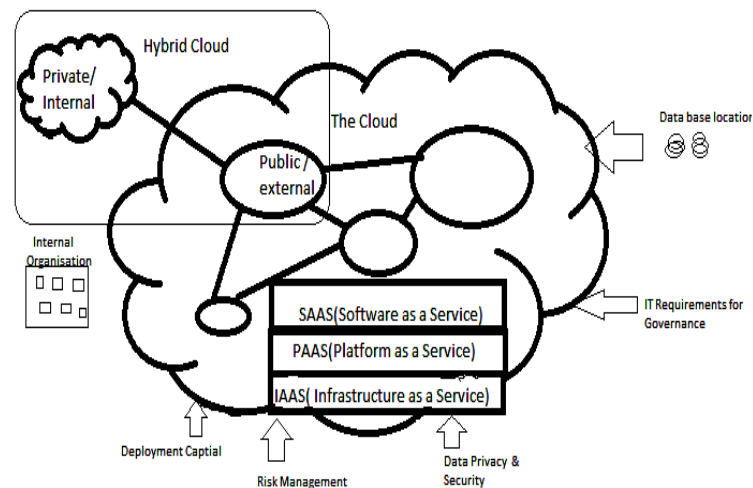 Hybrid Cloud
Private/
Internal
The Cloud
Data base location
Public /
external
Internal
Organisation
SAAS(Software as a Service)
IT Requirements for
Governance
PAAS(Platform as a Service)
IAAS( Infrastructure as a Service)
Deployment Captial
Risk Management
Data Privacy &
Security